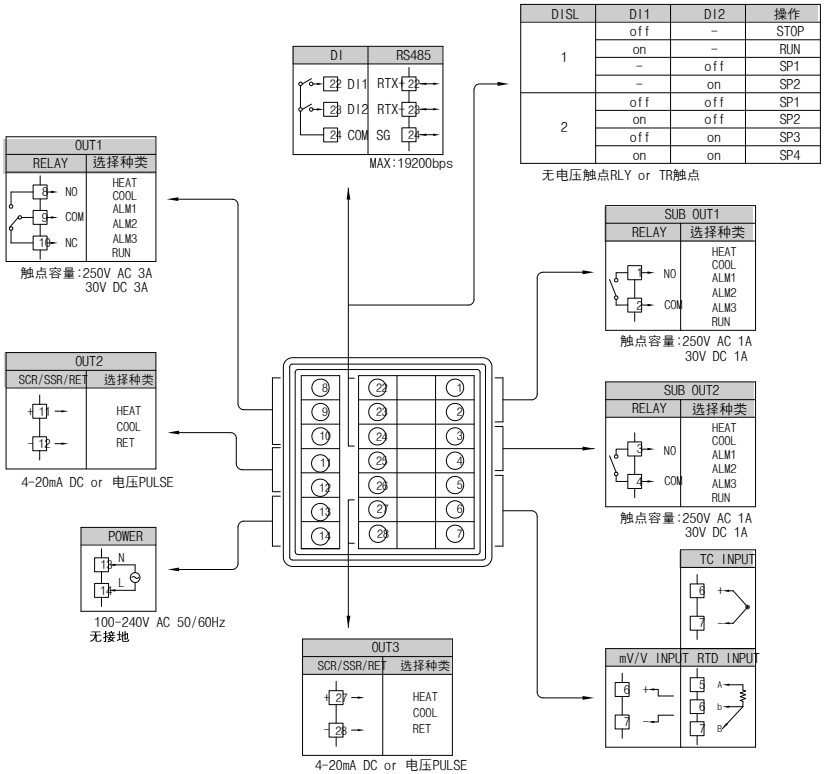 DISL DI1 DI2 操作
1 off - STOP
on - RUN
- off SP1
- on SP2
2 off off SP1
on off SP2
off on SP3
on on SP4
无电压触点RLY or TR触点
DI RS485
22 DI1 RTX+ 22
23 DI2 RTX- 23
24 COM SG 24
MAX:19200bps
OUT1
RELAY 选择种类
8 NO
9 COM
10 NC
HEAT
COOL
ALM1
ALM2
ALM3
RUN
触点容量:250V AC 3A
30V DC 3A
SUB OUT1
RELAY 选择种类
1 NO
2 COM
HEAT
COOL
ALM1
ALM2
ALM3
RUN
触点容量:250V AC 1A
30V DC 1A
OUT2
SCR/SSR/RET 选择种类
+ 11 HEAT
COOL
- 12 RET
4-20mA DC or 电压PULSE
8 22 1
9 23 2
10 24 3
11 25 4
12 26 5
13 27 6
14 28 7
SUB OUT2
RELAY 选择种类
3 NO
4 COM
HEAT
COOL
ALM1
ALM2
ALM3
RUN
触点容量:250V AC 1A
30V DC 1A
POWER
13 N
14 L
100-240V AC 50/60Hz
无接地
TC INPUT
6 +
7 -
OUT3
SCR/SSR/RET 选择种类
+ 27 HEAT
COOL
- 28 RET
4-20mA DC or 电压PULSE
mV/V INPUT RTD INPUT
6 +
7 -
5 A
6 b
7 B